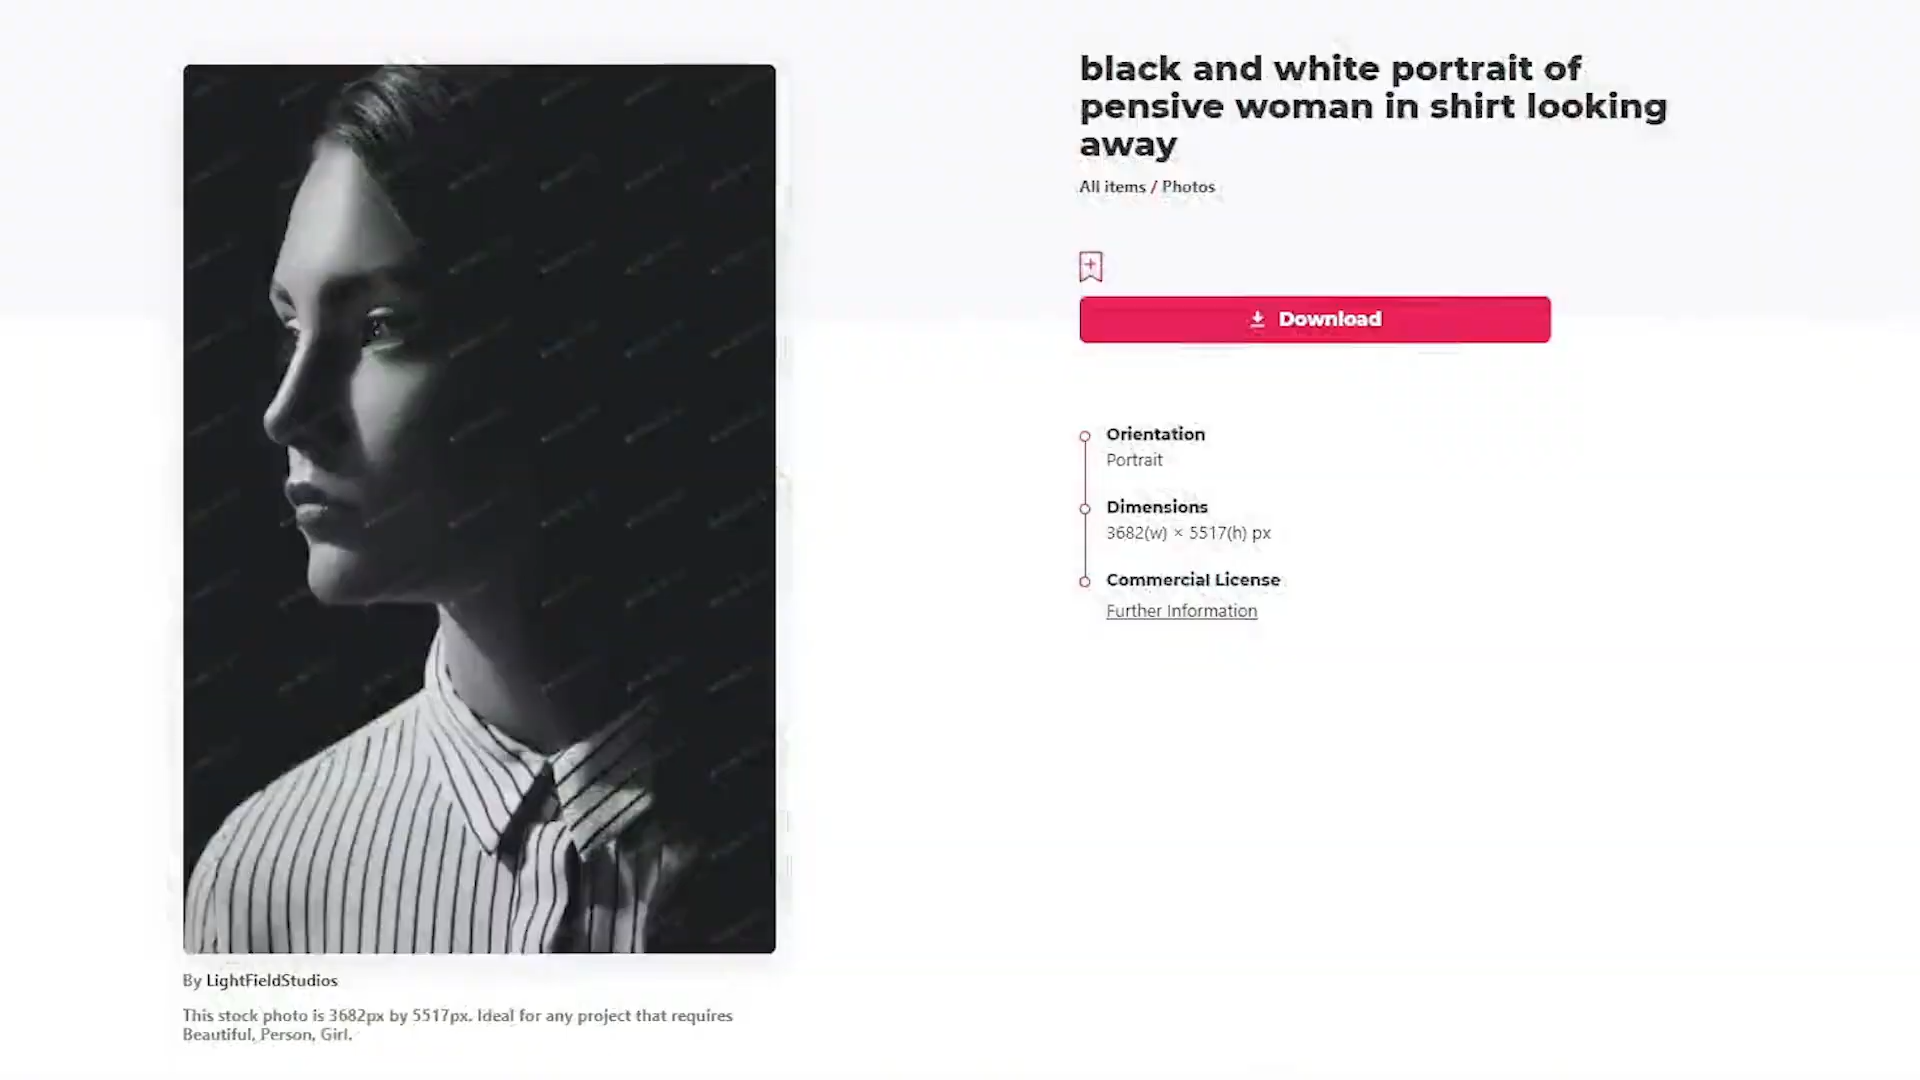 black and white portrait of
pensive woman in shirt looking
away
All items / Photos
Download
Orientation
Portrait
Dimensions
3682(w) × 5517(h) px
Commercial License
Further Information
By LightFieldStudios
This stock photo is 3682px by 5517px. Ideal for any project that requires
Beautiful, Person, Girl.